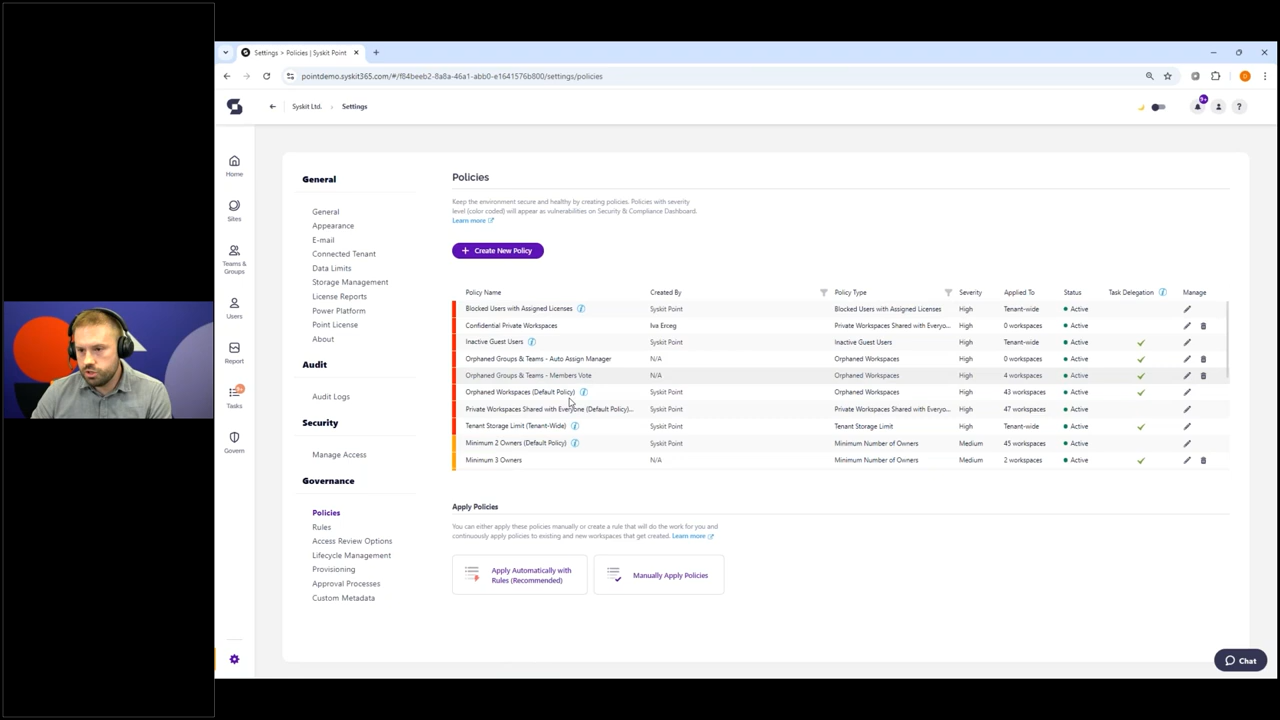 Settings > Policies | Syskit Point
pointdemo.syskit365.com/#/f84beeb2-8a8a-46a1-abb0-e1641576b800/settings/policies
Syskit Ltd. > Settings
9+
Home
Sites
Teams & Groups
Users
Report
9+
Tasks
Govern
General
General
Appearance
E-mail
Connected Tenant
Data Limits
Storage Management
License Reports
Power Platform
Point License
About
Audit
Audit Logs
Security
Manage Access
Governance
Policies
Rules
Access Review Options
Lifecycle Management
Provisioning
Approval Processes
Custom Metadata
Policies
Keep the environment secure and healthy by creating policies. Policies with severity
level (color coded) will appear as vulnerabilities on Security & Compliance Dashboard.
Learn more
+ Create New Policy
Policy Name Created By Policy Type Severity Applied To Status Task Delegation Manage
Blocked Users with Assigned Licenses Syskit Point Blocked Users with Assigned Licenses High Tenant-wide Active
Confidential Private Workspaces Iva Erceg Private Workspaces Shared with Everyo... High 0 workspaces Active
Inactive Guest Users Syskit Point Inactive Guest Users High Tenant-wide Active
Orphaned Groups & Teams - Auto Assign Manager N/A Orphaned Workspaces High 0 workspaces Active
Orphaned Groups & Teams - Members Vote N/A Orphaned Workspaces High 4 workspaces Active
Orphaned Workspaces (Default Policy) Syskit Point Orphaned Workspaces High 43 workspaces Active
Private Workspaces Shared with Everyone (Default Policy)... Syskit Point Private Workspaces Shared with Everyo... High 47 workspaces Active
Tenant Storage Limit (Tenant-Wide) Syskit Point Tenant Storage Limit High Tenant-wide Active
Minimum 2 Owners (Default Policy) Syskit Point Minimum Number of Owners Medium 45 workspaces Active
Minimum 3 Owners N/A Minimum Number of Owners Medium 2 workspaces Active
Apply Policies
You can either apply these policies manually or create a rule that will do the work for you and
continuously apply policies to existing and new workspaces that get created. Learn more
Apply Automatically with
Rules (Recommended)
Manually Apply Policies
Chat